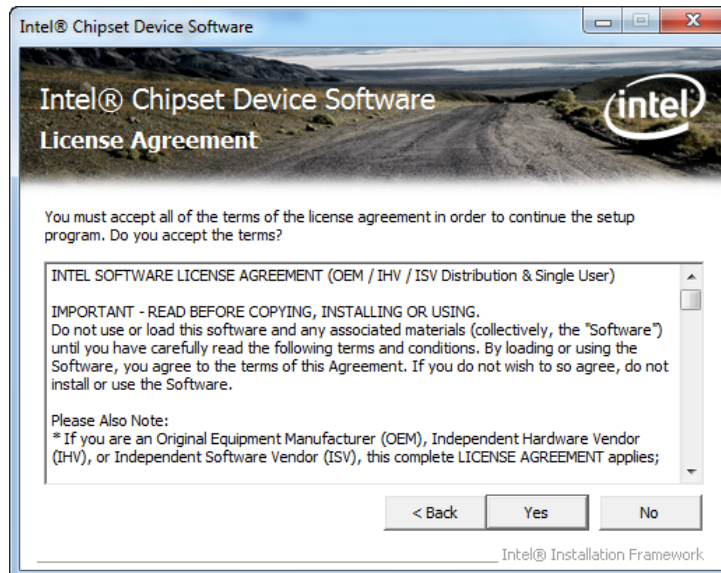 Intel® Chipset Device Software
Intel® Chipset Device Software
intel
License Agreement
You must accept all of the terms of the license agreement in order to continue the setup
program. Do you accept the terms?
INTEL SOFTWARE LICENSE AGREEMENT (OEM / IHV / ISV Distribution & Single User)
IMPORTANT - READ BEFORE COPYING, INSTALLING OR USING.
Do not use or load this software and any associated materials (collectively, the "Software")
until you have carefully read the following terms and conditions. By loading or using the
Software, you agree to the terms of this Agreement. If you do not wish to so agree, do not
install or use the Software.
Please Also Note:
* If you are an Original Equipment Manufacturer (OEM), Independent Hardware Vendor
(IHV), or Independent Software Vendor (ISV), this complete LICENSE AGREEMENT applies;
< Back Yes No
Intel® Installation Framework